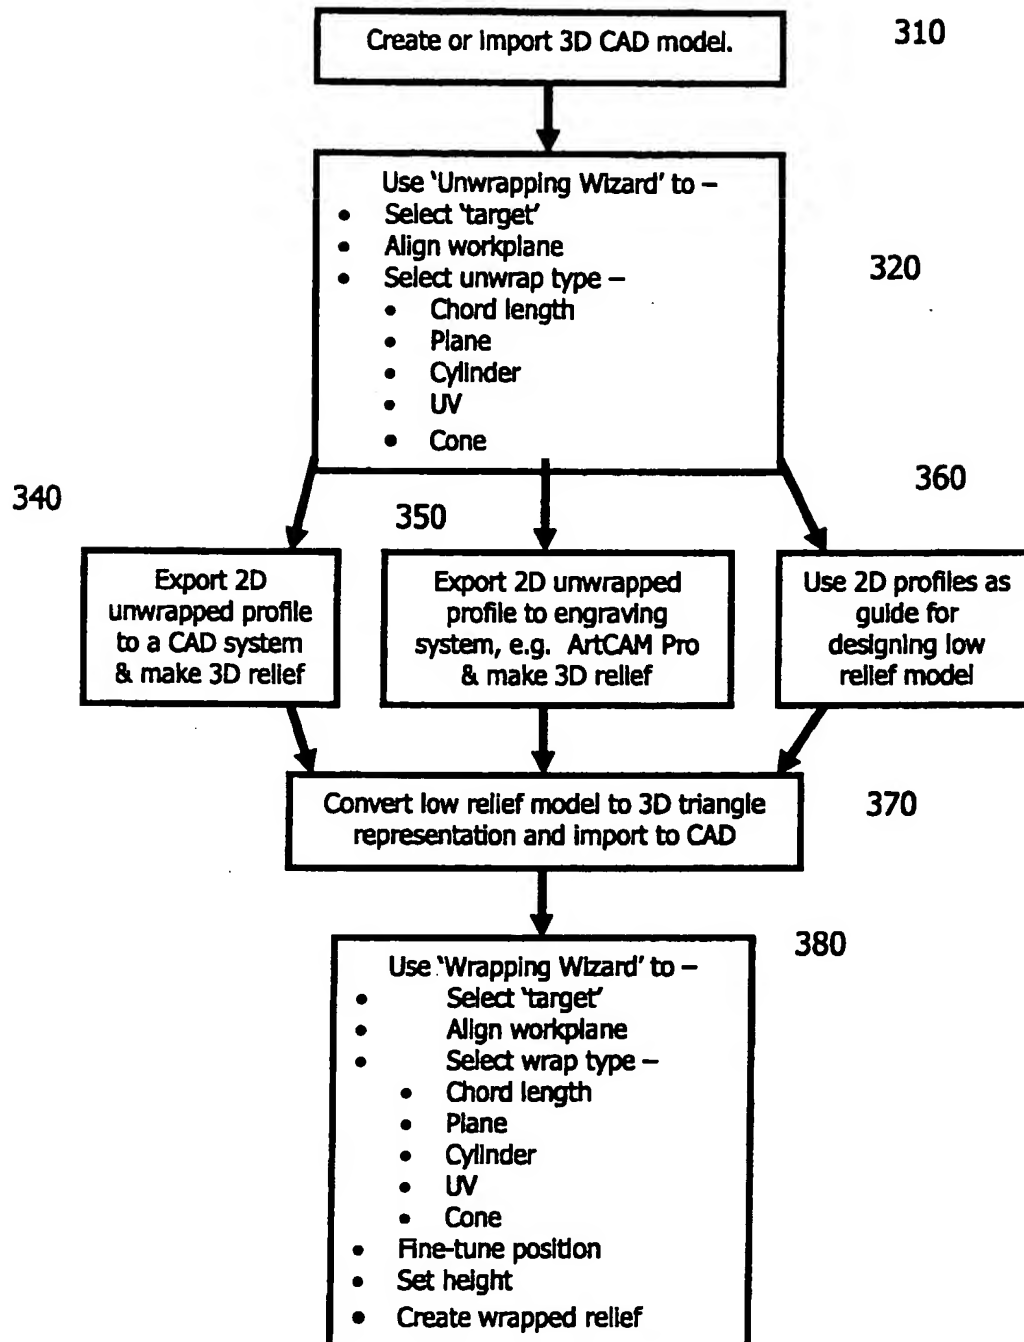 Create or import 3D CAD model.
310
Use 'Unwrapping Wizard' to –
• Select 'target'
• Align workplane
• Select unwrap type –
• Chord length
• Plane
• Cylinder
• UV
• Cone
320
340
350
360
Export 2D
unwrapped profile
to a CAD system
& make 3D relief
Export 2D unwrapped
profile to engraving
system, e.g. ArtCAM Pro
& make 3D relief
Use 2D profiles as
guide for
designing low
relief model
Convert low relief model to 3D triangle
representation and import to CAD
370
380
Use 'Wrapping Wizard' to –
• Select 'target'
• Align workplane
• Select wrap type –
• Chord length
• Plane
• Cylinder
• UV
• Cone
• Fine-tune position
• Set height
• Create wrapped relief